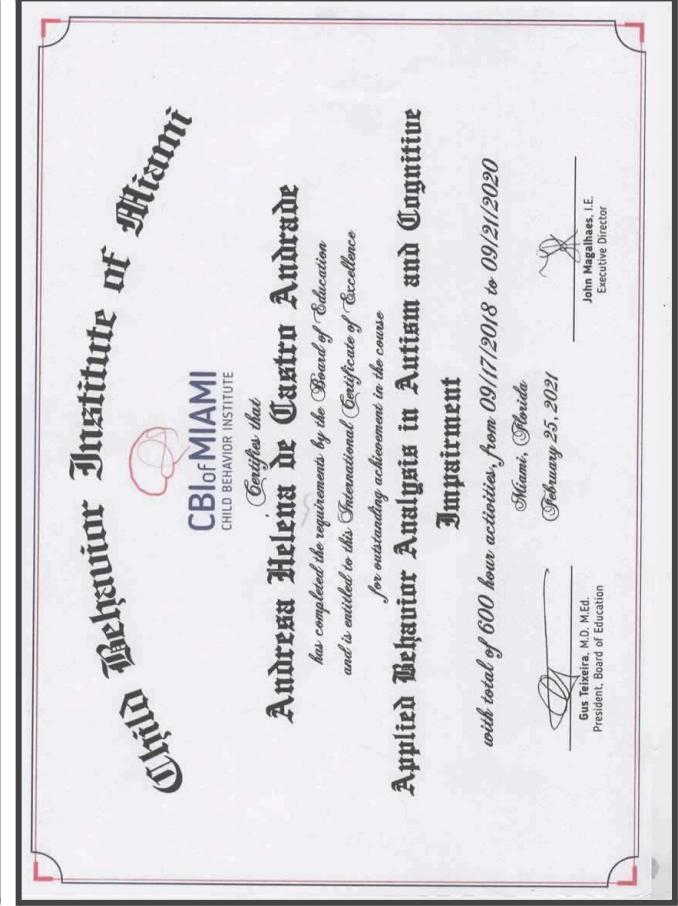 Child Behavior Institute of Miami
CBI of MIAMI
CHILD BEHAVIOR INSTITUTE
Certifies that
Andresa Helena de Castro Andrade
has completed the requirements by the Board of Education
and is entitled to this International Certificate of Excellence
for outstanding achievement in the course
Applied Behavior Analysis in Autism and Cognitive
Impairment
with total of 600 hour activities, from 09/17/2018 to 09/21/2020
Miami, Florida
February 25, 2021
Gus Teixeira, M.D. M.Ed.
President, Board of Education
John Magalhaes, I.E.
Executive Director